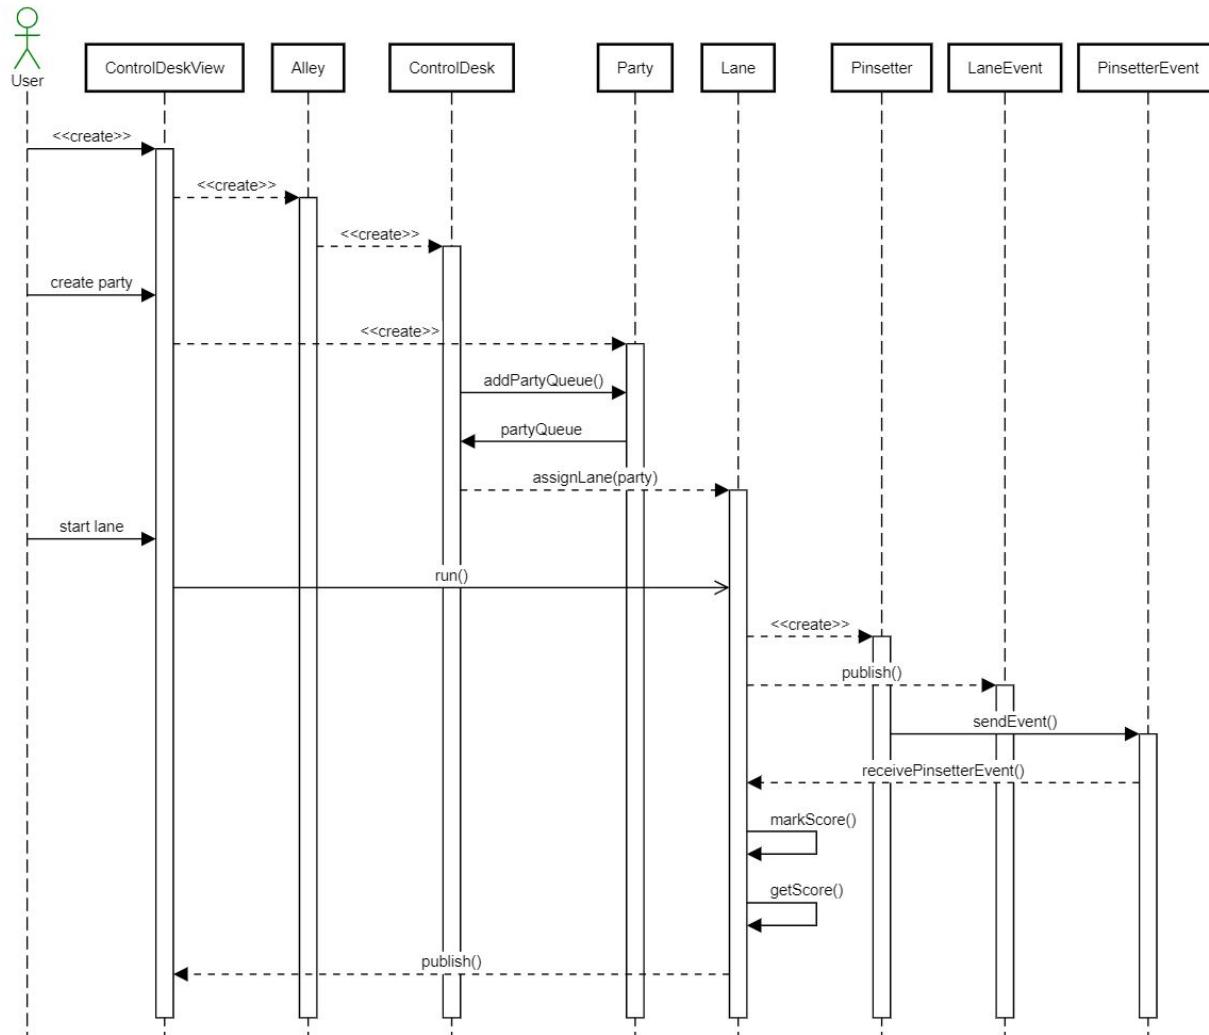 User
ControlDeskView
Alley
ControlDesk
Party
Lane
Pinsetter
LaneEvent
PinsetterEvent
<<create>>
<<create>>
<<create>>
create party
<<create>>
addPartyQueue()
partyQueue
assignLane(party)
start lane
run()
<<create>>
publish()
sendEvent()
receivePinsetterEvent()
markScore()
getScore()
publish()